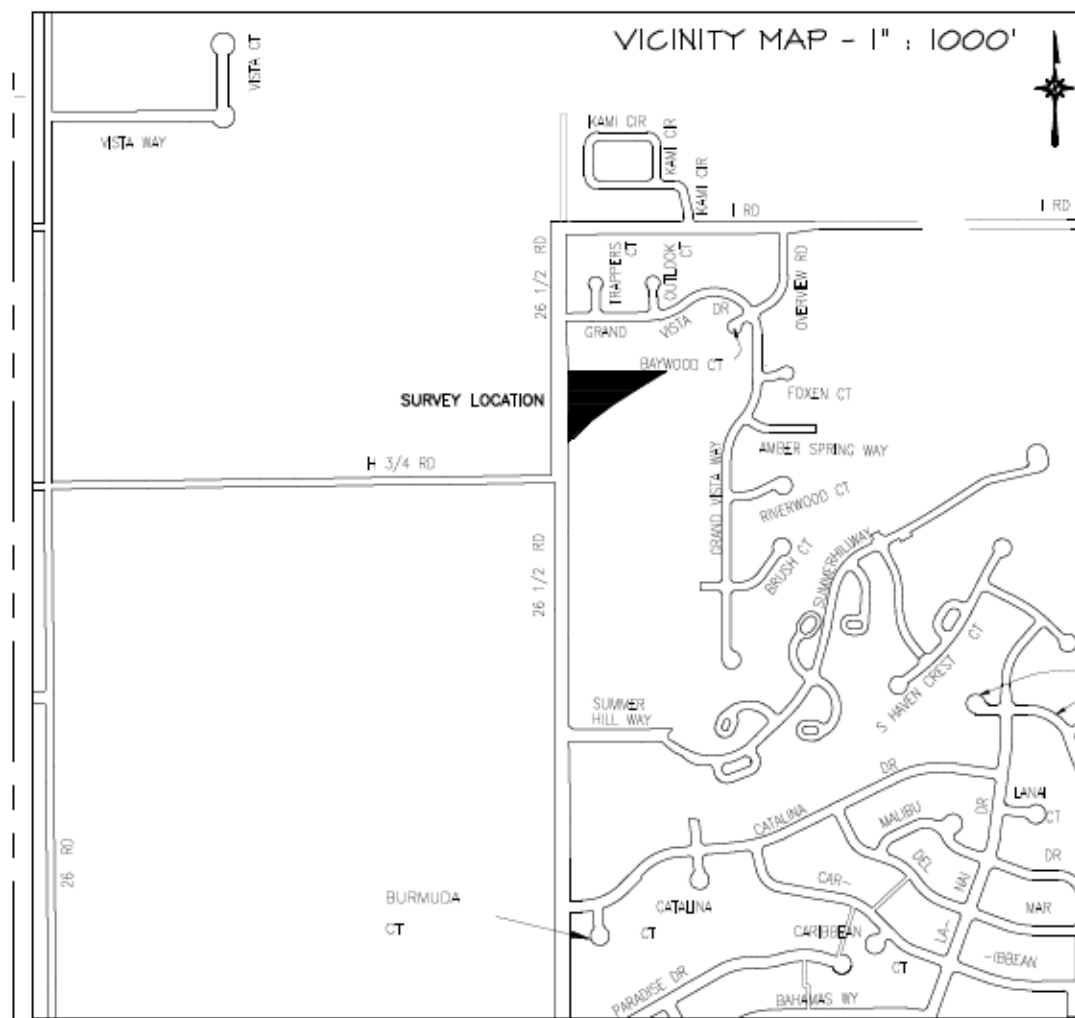 VICINITY MAP - 1" : 1000'
VISTA CT
VISTA WAY
KAMI CIR
KAMI CIR
KAMI CIR
I RD
I RD
26 1/2 RD
TRAPPERS
CT
OUTLOOK
CT
OVERVIEW RD
GRAND
VISTA
DR
BAYWOOD CT
FOXEN CT
SURVEY LOCATION
AMBER SPRING WAY
H 3/4 RD
GRAND VISTA WAY
RIVERWOOD CT
26 1/2 RD
BRUSH CT
SUMMERHILLWAY
S HAVEN CREST
CT
SUMMER
HILL WAY
CATALINA
DR
LANAI
CT
MALIBU
DR
DEL
NAI
DR
26 RD
BURMUDA
CT
CAR-
CATALINA
CT
CARIBBEAN
CT
LA-
MAR
-IBBEAN
PARADISE DR
BAHAMAS WY